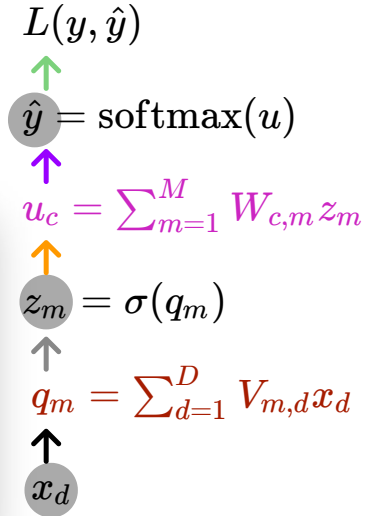 L(y, ŷ)
ŷ = softmax(u)
u_c = ∑_{m=1}^{M} W_{c,m} z_m
z_m = σ(q_m)
q_m = ∑_{d=1}^{D} V_{m,d} x_d
x_d